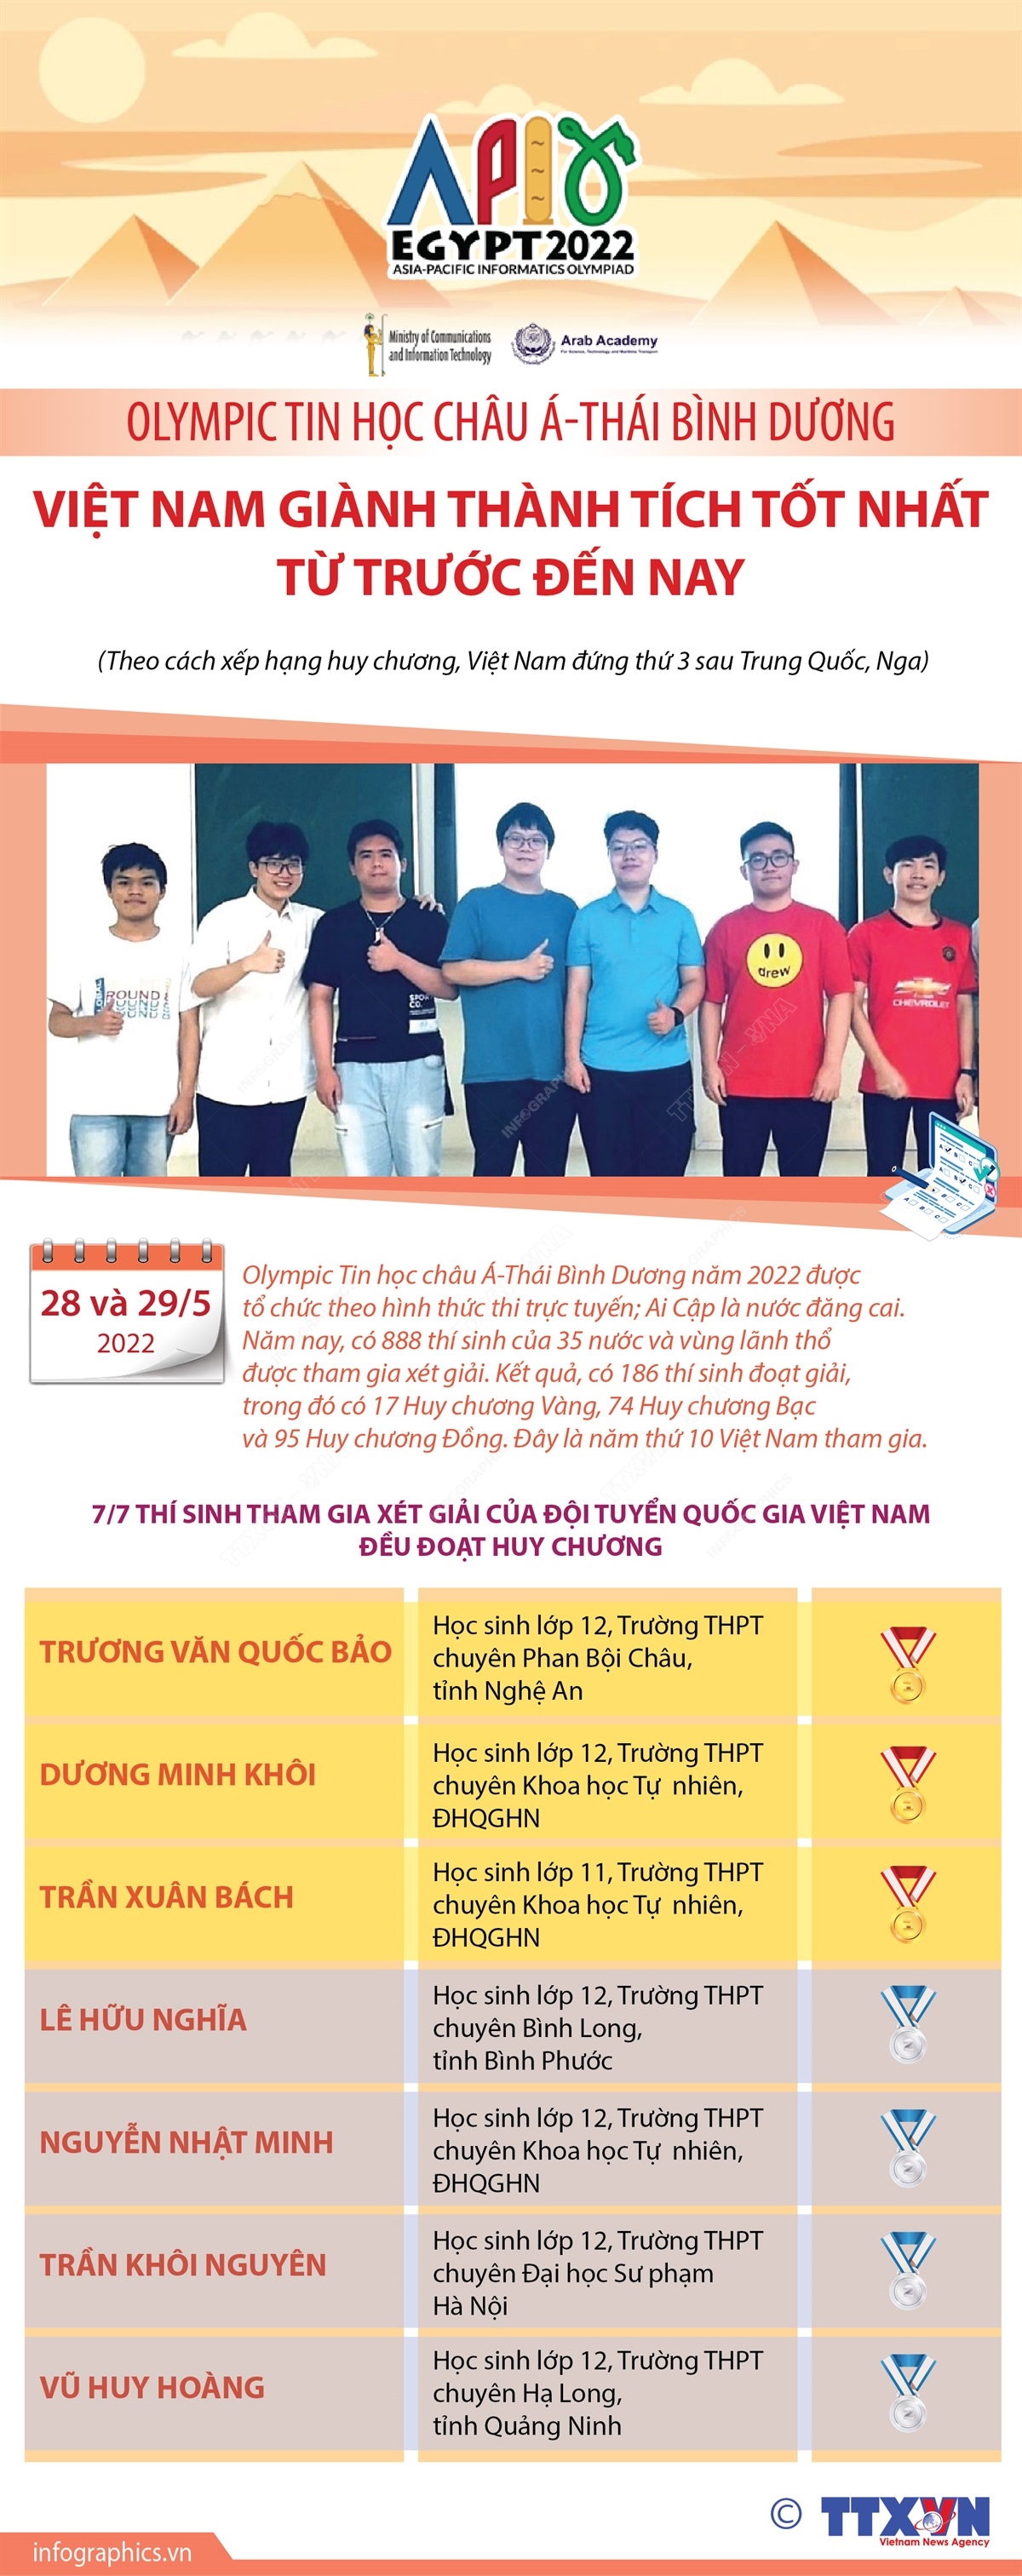 APIO
EGYPT 2022
ASIA-PACIFIC INFORMATICS OLYMPIAD
Ministry of Communications
and Information Technology
Arab Academy
For Science, Technology and Maritime Transport
OLYMPIC TIN HỌC CHÂU Á-THÁI BÌNH DƯƠNG
VIỆT NAM GIÀNH THÀNH TÍCH TỐT NHẤT
TỪ TRƯỚC ĐẾN NAY
(Theo cách xếp hạng huy chương, Việt Nam đứng thứ 3 sau Trung Quốc, Nga)
ROUND
SPOR
CO.
drew
CHEVROLET
28 và 29/5
2022
Olympic Tin học châu Á-Thái Bình Dương năm 2022 được
tổ chức theo hình thức thi trực tuyến; Ai Cập là nước đăng cai.
Năm nay, có 888 thí sinh của 35 nước và vùng lãnh thổ
được tham gia xét giải. Kết quả, có 186 thí sinh đoạt giải,
trong đó có 17 Huy chương Vàng, 74 Huy chương Bạc
và 95 Huy chương Đồng. Đây là năm thứ 10 Việt Nam tham gia.
7/7 THÍ SINH THAM GIA XÉT GIẢI CỦA ĐỘI TUYỂN QUỐC GIA VIỆT NAM
ĐỀU ĐOẠT HUY CHƯƠNG
TRƯƠNG VĂN QUỐC BẢO
Học sinh lớp 12, Trường THPT
chuyên Phan Bội Châu,
tỉnh Nghệ An
DƯƠNG MINH KHÔI
Học sinh lớp 12, Trường THPT
chuyên Khoa học Tự nhiên,
ĐHQGHN
TRẦN XUÂN BÁCH
Học sinh lớp 11, Trường THPT
chuyên Khoa học Tự nhiên,
ĐHQGHN
LÊ HỮU NGHĨA
Học sinh lớp 12, Trường THPT
chuyên Bình Long,
tỉnh Bình Phước
NGUYỄN NHẬT MINH
Học sinh lớp 12, Trường THPT
chuyên Khoa học Tự nhiên,
ĐHQGHN
TRẦN KHÔI NGUYÊN
Học sinh lớp 12, Trường THPT
chuyên Đại học Sư phạm
Hà Nội
VŨ HUY HOÀNG
Học sinh lớp 12, Trường THPT
chuyên Hạ Long,
tỉnh Quảng Ninh
© TTXVN
Vietnam News Agency
infographics.vn